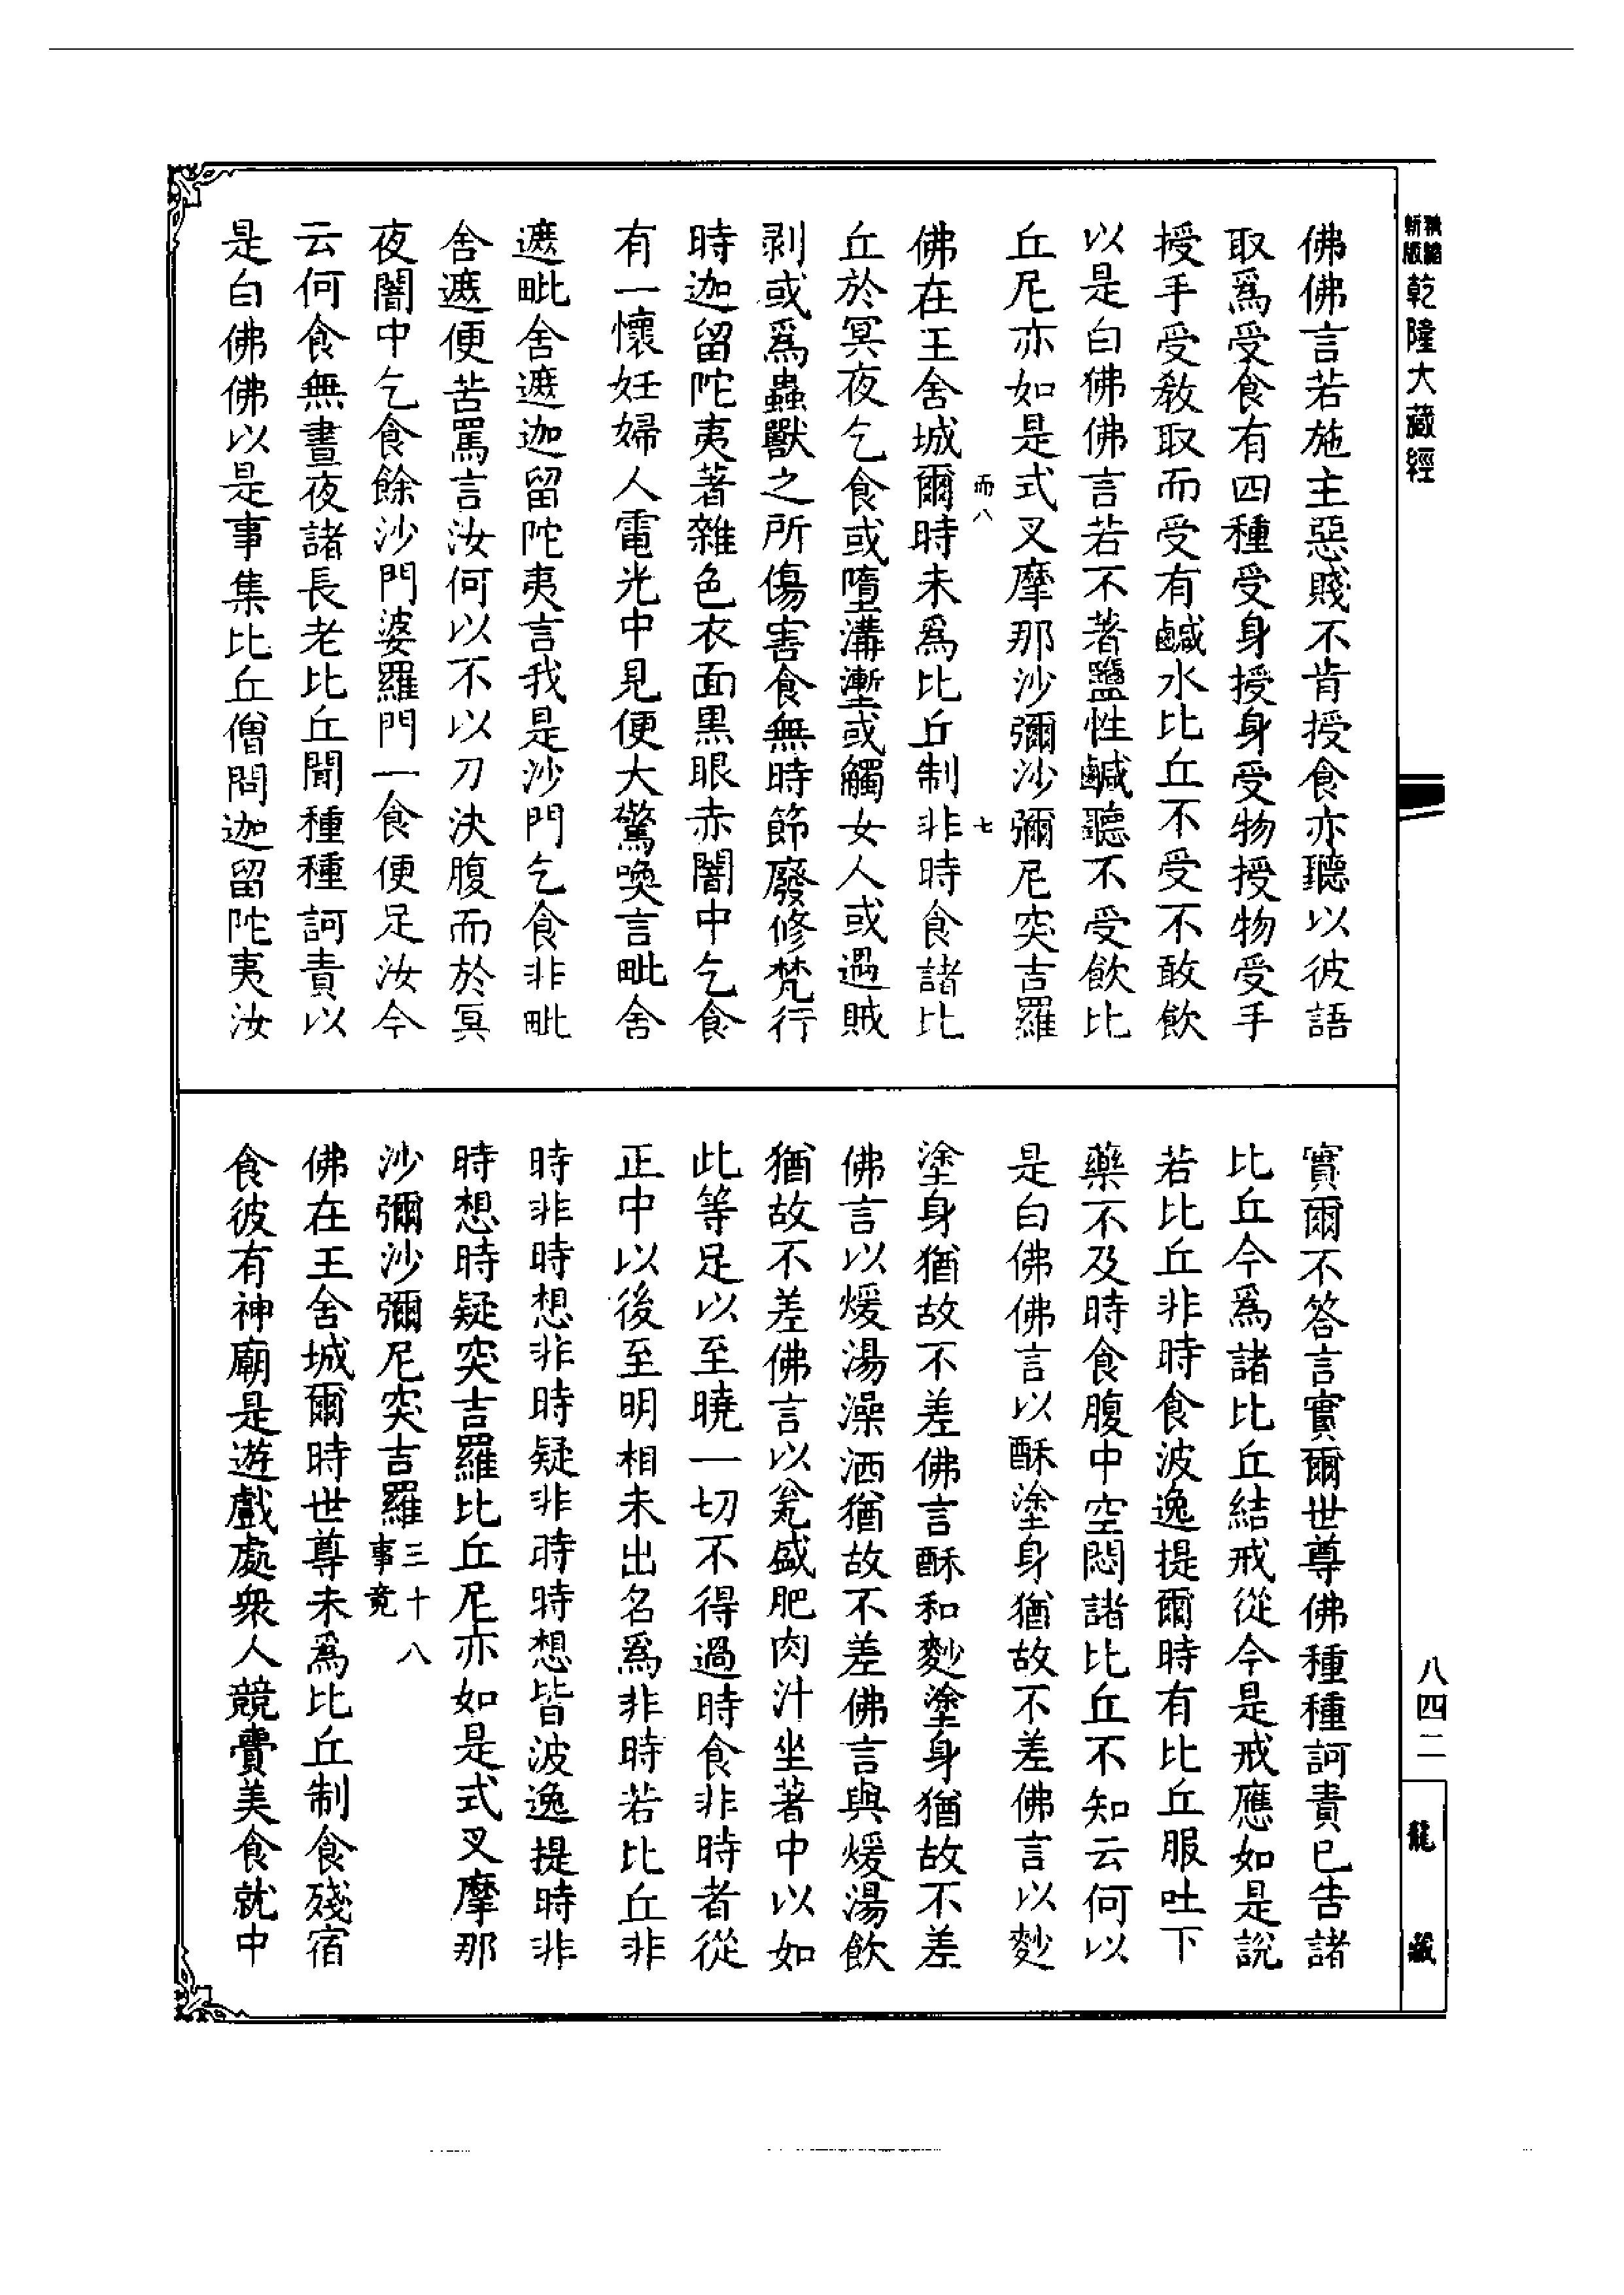 新版 精縮 乾隆大藏經
佛佛言若施主惡賤不肯授食亦聽以彼語
取爲受食有四種受身授身受物授物受手
授手受教取而受有鹹水比丘不受不敢飲
以是白佛佛言若不著鹽性鹹聽不受飲比
丘尼亦如是式叉摩那沙彌沙彌尼突吉羅
而八 七
佛在王舍城爾時未爲比丘制非時食諸比
丘於冥夜乞食或墮溝壍或觸女人或遇賊
剥或爲蟲獸之所傷害食無時節廢修梵行
時迦留陀夷著雜色衣面黒眼赤闇中乞食
有一懷妊婦人電光中見便大驚喚言毗舍
遮毗舍遮迦留陀夷言我是沙門乞食非毗
舍遮便苦罵言汝何以不以刀決腹而於冥
夜闇中乞食餘沙門婆羅門一食便足汝今
云何食無晝夜諸長老比丘聞種種訶責以
是白佛佛以是事集比丘僧問迦留陀夷汝
實爾不答言實爾世尊佛種種訶責已告諸
比丘今爲諸比丘結戒從今是戒應如是說
若比丘非時食波逸提爾時有比丘服吐下
藥不及時食腹中空悶諸比丘不知云何以
是白佛佛言以酥塗身猶故不差佛言以麨
塗身猶故不差佛言酥和麨塗身猶故不差
佛言以煖湯澡洒猶故不差佛言與煖湯飲
猶故不差佛言以瓮盛肥肉汁坐著中以如
此等足以至曉一切不得過時食非時者從
正中以後至明相未出名爲非時若比丘非
時非時想非時疑非時時想皆波逸提時非
時想時疑突吉羅比丘尼亦如是式叉摩那
沙彌沙彌尼突吉羅三十八事竟
佛在王舍城爾時世尊未爲比丘制食殘宿
食彼有神廟是遊戲處衆人競費美食就中
八四二
龍藏